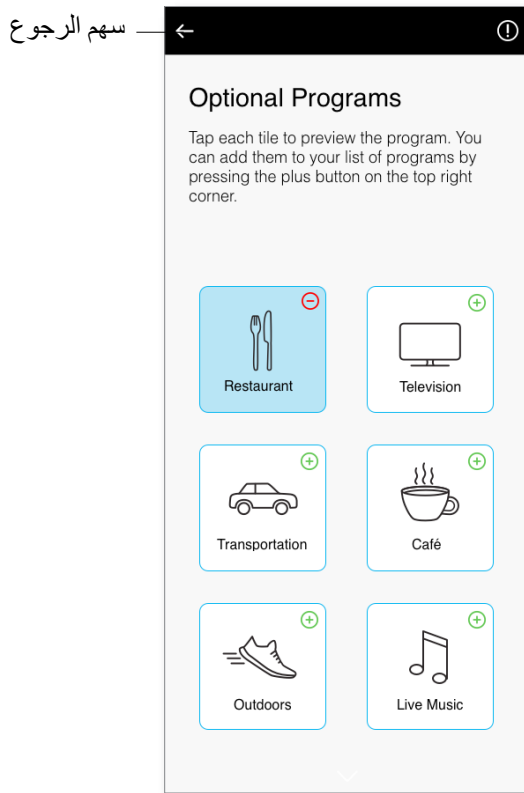 سهم الرجوع
Optional Programs
Tap each tile to preview the program. You
can add them to your list of programs by
pressing the plus button on the top right
corner.
Restaurant
Television
Transportation
Café
Outdoors
Live Music